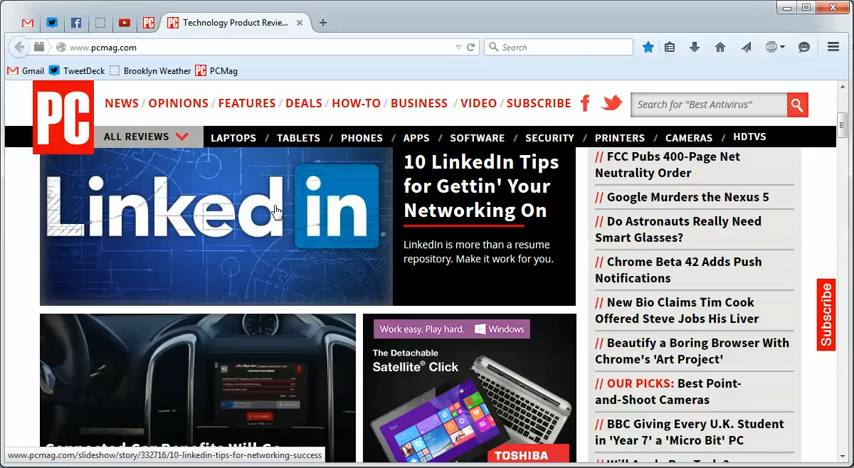 Technology Product Revie...
www.pcmag.com
Search
Gmail
TweetDeck
Brooklyn Weather
PCMag
PC
NEWS / OPINIONS / FEATURES / DEALS / HOW-TO / BUSINESS / VIDEO / SUBSCRIBE
Search for "Best Antivirus"
ALL REVIEWS
LAPTOPS / TABLETS / PHONES / APPS / SOFTWARE / SECURITY / PRINTERS / CAMERAS / HDTVS
Linked in
10 LinkedIn Tips
for Gettin' Your
Networking On
LinkedIn is more than a resume
repository. Make it work for you.
Work easy. Play hard.
Windows
The Detachable
Satellite® Click
TOSHIBA
// FCC Pubs 400-Page Net
Neutrality Order
// Google Murders the Nexus 5
// Do Astronauts Really Need
Smart Glasses?
// Chrome Beta 42 Adds Push
Notifications
// New Bio Claims Tim Cook
Offered Steve Jobs His Liver
// Beautify a Boring Browser With
Chrome's 'Art Project'
// OUR PICKS: Best Point-
and-Shoot Cameras
// BBC Giving Every U.K. Student
in 'Year 7' a 'Micro Bit' PC
Subscribe
www.pcmag.com/slideshow/story/332716/10-linkedin-tips-for-networking-success